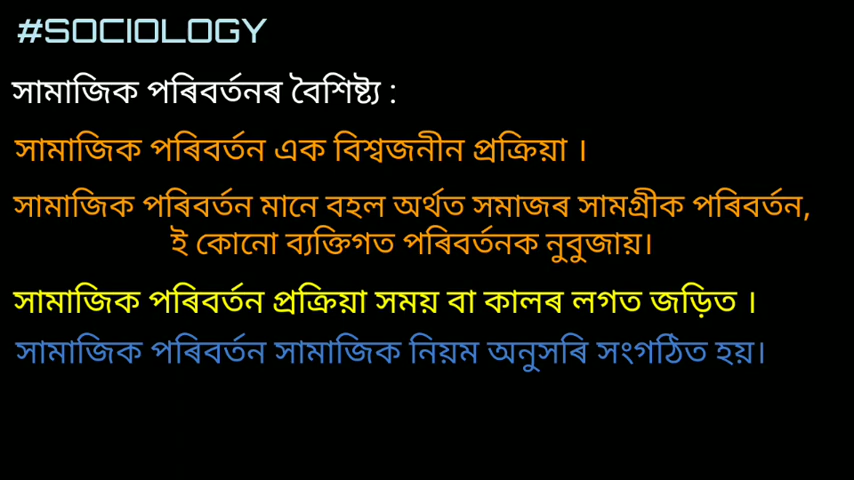 #SOCIOLOGY
সামাজিক পৰিবৰ্তনৰ বৈশিষ্ট্য :
সামাজিক পৰিবৰ্তন এক বিশ্বজনীন প্ৰক্ৰিয়া ।
সামাজিক পৰিবৰ্তন মানে বহল অৰ্থত সমাজৰ সামগ্ৰীক পৰিবৰ্তন,
ই কোনো ব্যক্তিগত পৰিবৰ্তনক নুবুজায়।
সামাজিক পৰিবৰ্তন প্ৰক্ৰিয়া সময় বা কালৰ লগত জড়িত ।
সামাজিক পৰিবৰ্তন সামাজিক নিয়ম অনুসৰি সংগঠিত হয়।